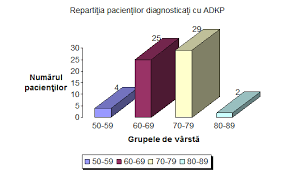 Repartiția pacienților diagnosticați cu ADKP
Numărul
pacienților
30
25
20
15
10
5
0
4
25
29
2
50-59 60-69 70-79 80-89
Grupele de vârstă
50-59 60-69 70-79 80-89